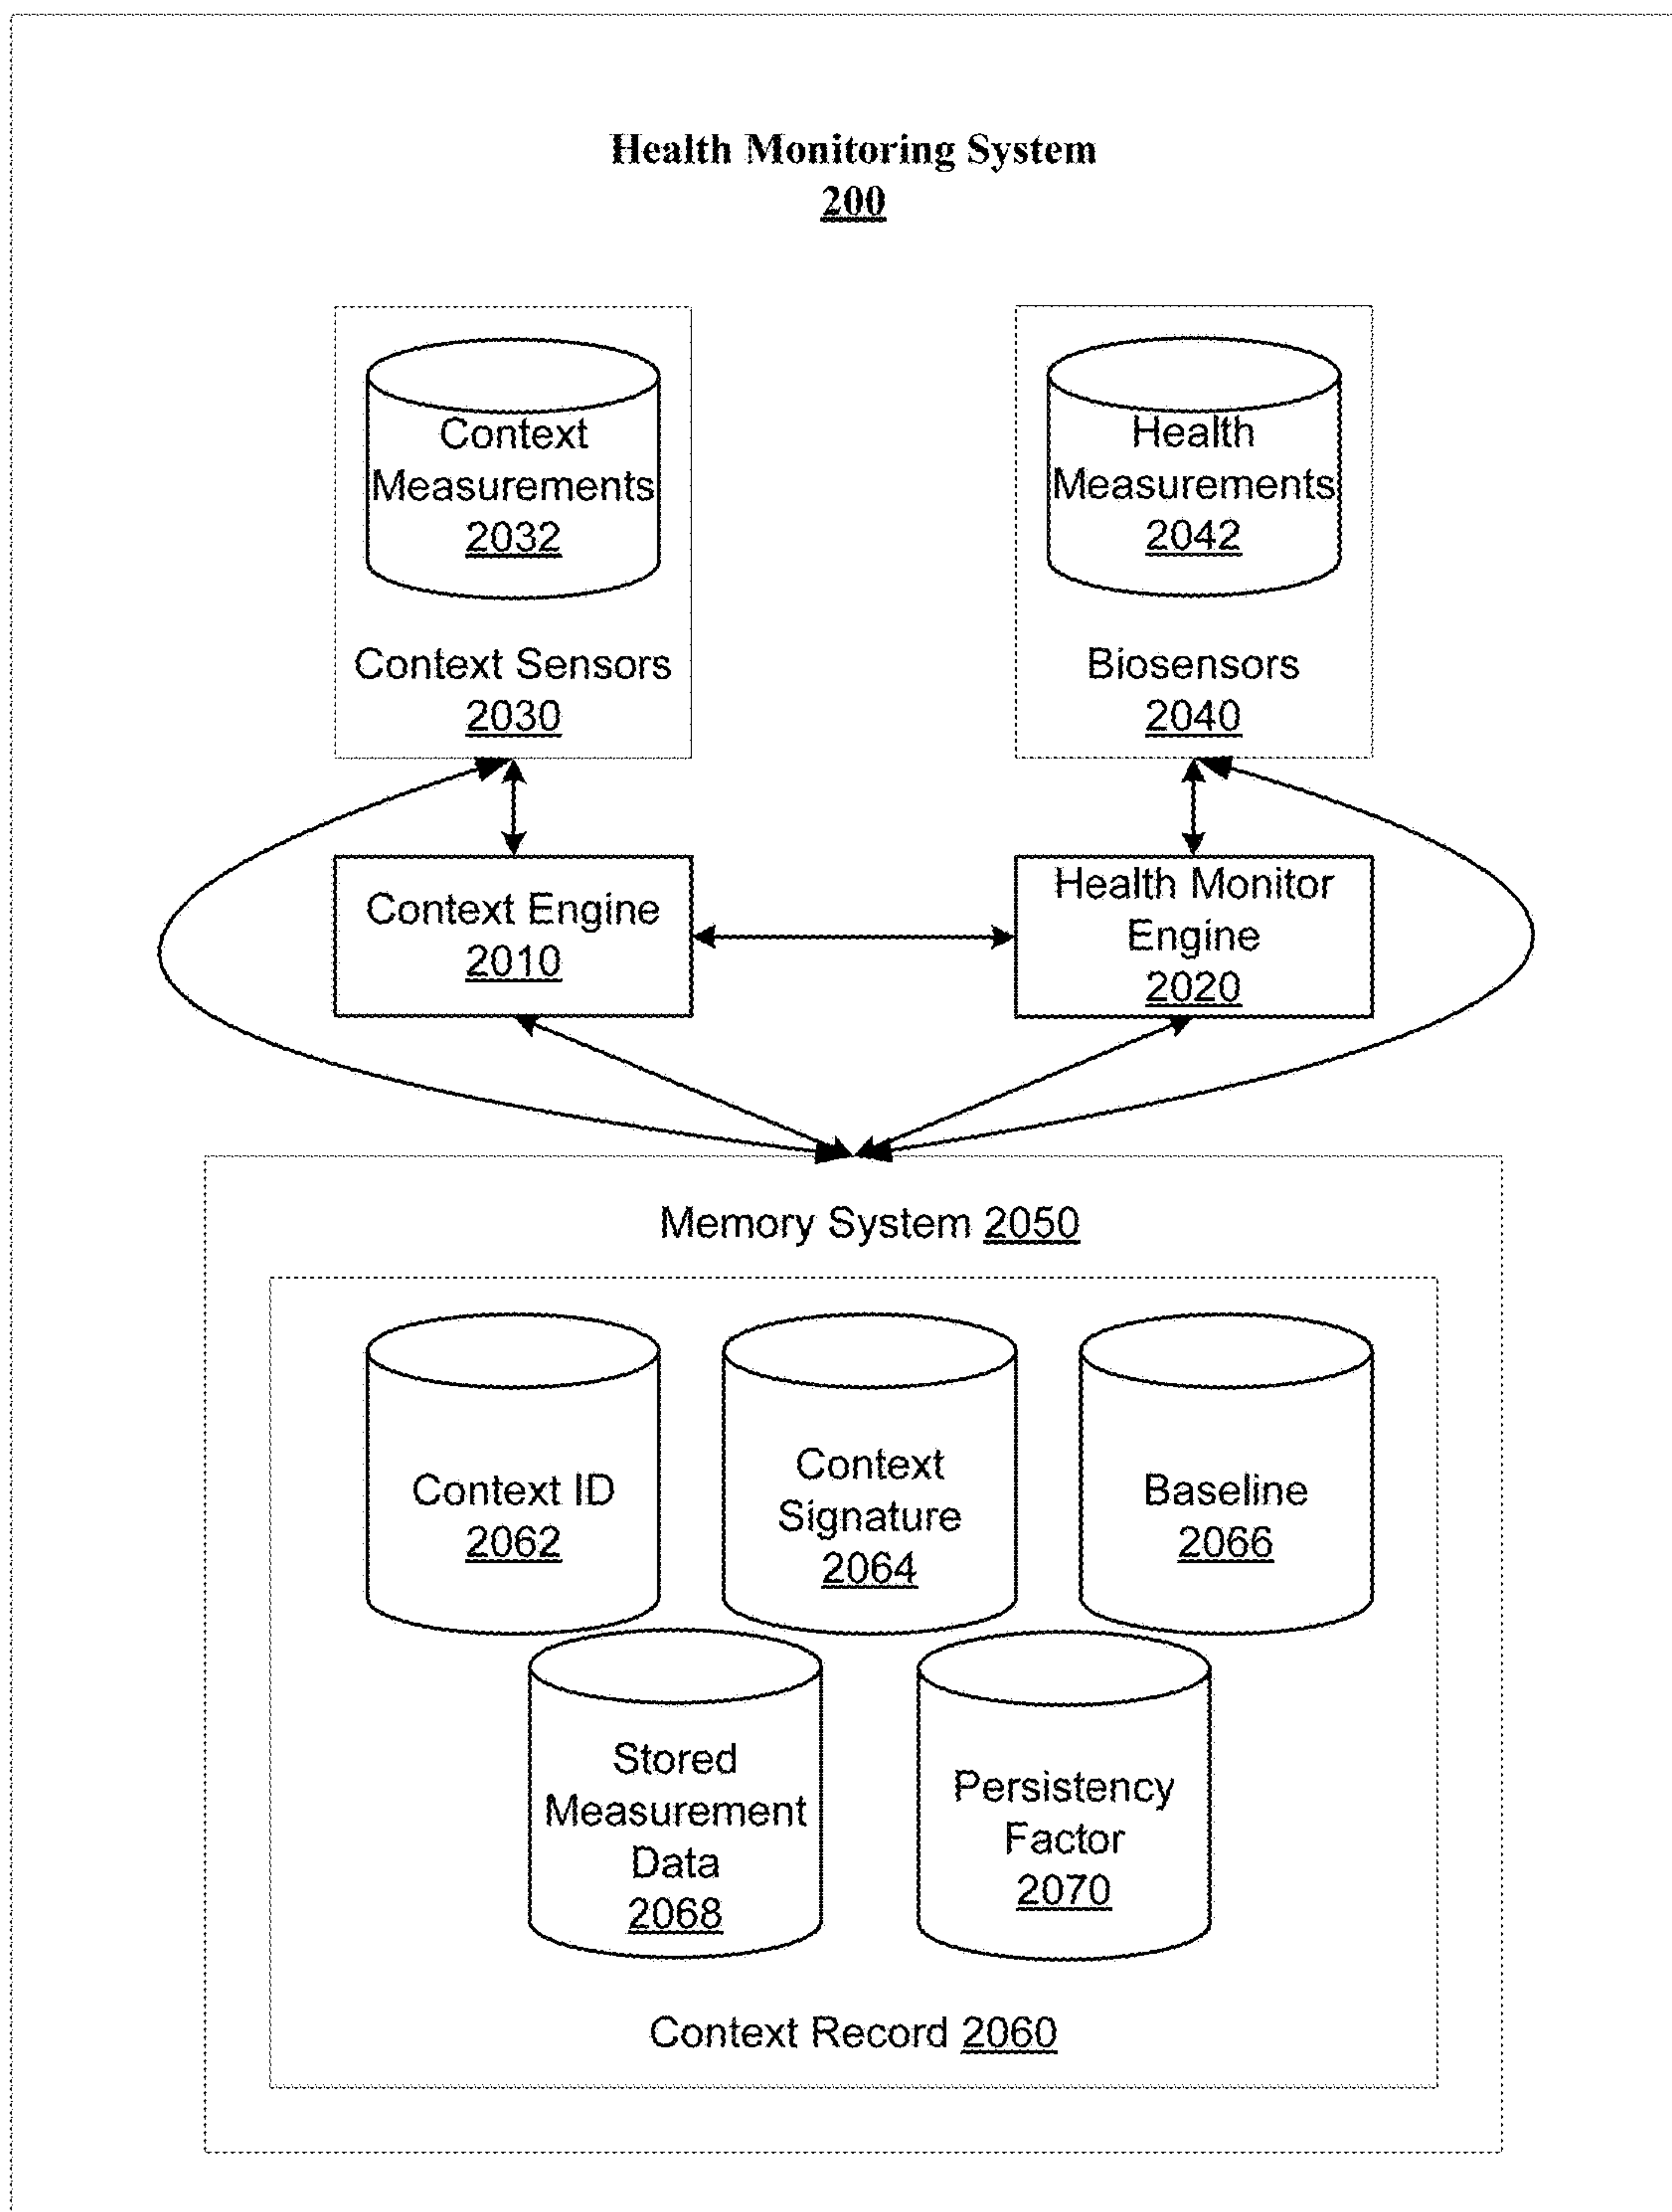 Health Monitoring System
200
Context
Measurements
2032
Context Sensors
2030
Health
Measurements
2042
Biosensors
2040
Context Engine
2010
Health Monitor
Engine
2020
Memory System 2050
Context ID
2062
Context
Signature
2064
Baseline
2066
Stored
Measurement
Data
2068
Persistency
Factor
2070
Context Record 2060